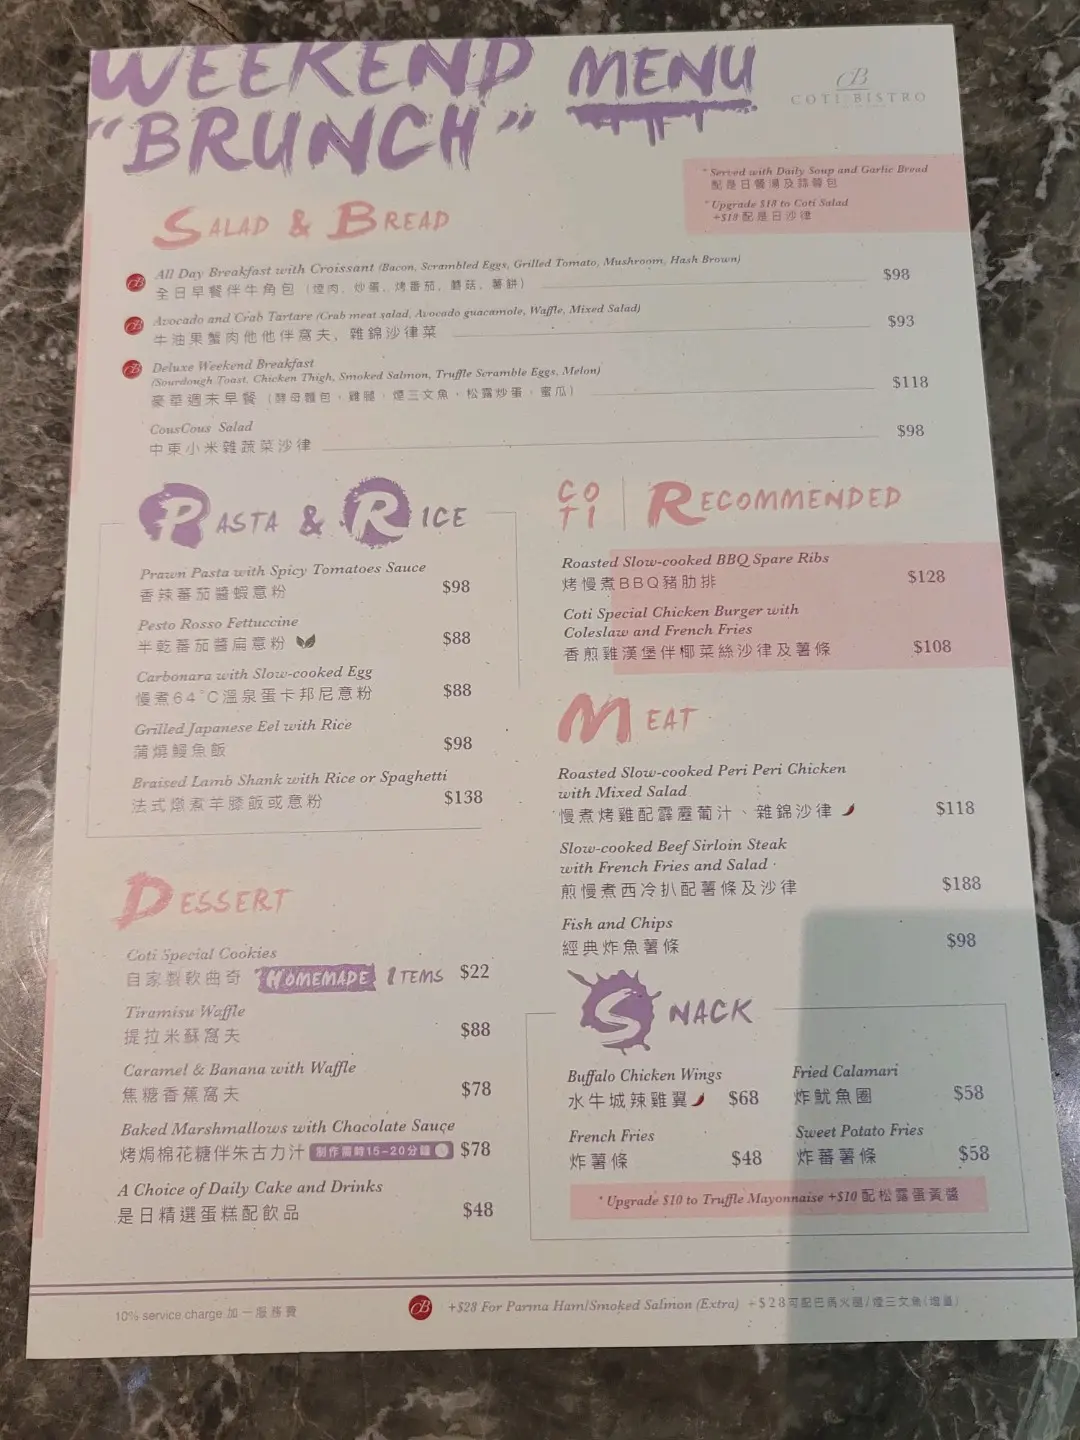 WEEKEND MENU
"BRUNCH"
CB
COTI BISTRO
* Served with Daily Soup and Garlic Bread
配是日餐湯及蒜蓉包
* Upgrade $18 to Coti Salad
+$18 配是日沙律
SALAD & BREAD
All Day Breakfast with Croissant (Bacon, Scrambled Eggs, Grilled Tomato, Mushroom, Hash Brown)
全日早餐伴牛角包（煙肉、炒蛋、烤番茄、蘑菇、薯餅） $98
Avocado and Crab Tartare (Crab meat salad, Avocado guacamole, Waffle, Mixed Salad)
牛油果蟹肉他他伴窩夫, 雜錦沙律菜 $93
Deluxe Weekend Breakfast
(Sourdough Toast, Chicken Thigh, Smoked Salmon, Truffle Scramble Eggs, Melon)
豪華週末早餐（酵母麵包，雞腿，煙三文魚，松露炒蛋，蜜瓜） $118
CousCous Salad
中東小米雜蔬菜沙律 $98
PASTA & RICE
Prawn Pasta with Spicy Tomatoes Sauce
香辣蕃茄醬蝦意粉 $98
Pesto Rosso Fettuccine
半乾蕃茄醬扁意粉 $88
Carbonara with Slow-cooked Egg
慢煮64°C溫泉蛋卡邦尼意粉 $88
Grilled Japanese Eel with Rice
蒲燒鰻魚飯 $98
Braised Lamb Shank with Rice or Spaghetti
法式燉煮羊膝飯或意粉 $138
COTI RECOMMENDED
Roasted Slow-cooked BBQ Spare Ribs
烤慢煮BBQ豬肋排 $128
Coti Special Chicken Burger with
Coleslaw and French Fries
香煎雞漢堡伴椰菜絲沙律及薯條 $108
MEAT
Roasted Slow-cooked Peri Peri Chicken
with Mixed Salad
慢煮烤雞配霹靂葡汁、雜錦沙律 $118
Slow-cooked Beef Sirloin Steak
with French Fries and Salad
煎慢煮西冷扒配薯條及沙律 $188
Fish and Chips
經典炸魚薯條 $98
DESSERT
Coti Special Cookies
自家製軟曲奇 HOMEMADE ITEMS $22
Tiramisu Waffle
提拉米蘇窩夫 $88
Caramel & Banana with Waffle
焦糖香蕉窩夫 $78
Baked Marshmallows with Chocolate Sauce
烤焗棉花糖伴朱古力汁 制作需時15-20分鐘 $78
A Choice of Daily Cake and Drinks
是日精選蛋糕配飲品 $48
SNACK
Buffalo Chicken Wings
水牛城辣雞翼 $68
Fried Calamari
炸魷魚圈 $58
French Fries
炸薯條 $48
Sweet Potato Fries
炸蕃薯條 $58
* Upgrade $10 to Truffle Mayonnaise +$10 配松露蛋黃醬
10% service charge 加一服務費
CB +$28 For Parma Ham/Smoked Salmon (Extra) +$28可配巴馬火腿/煙三文魚(增量)